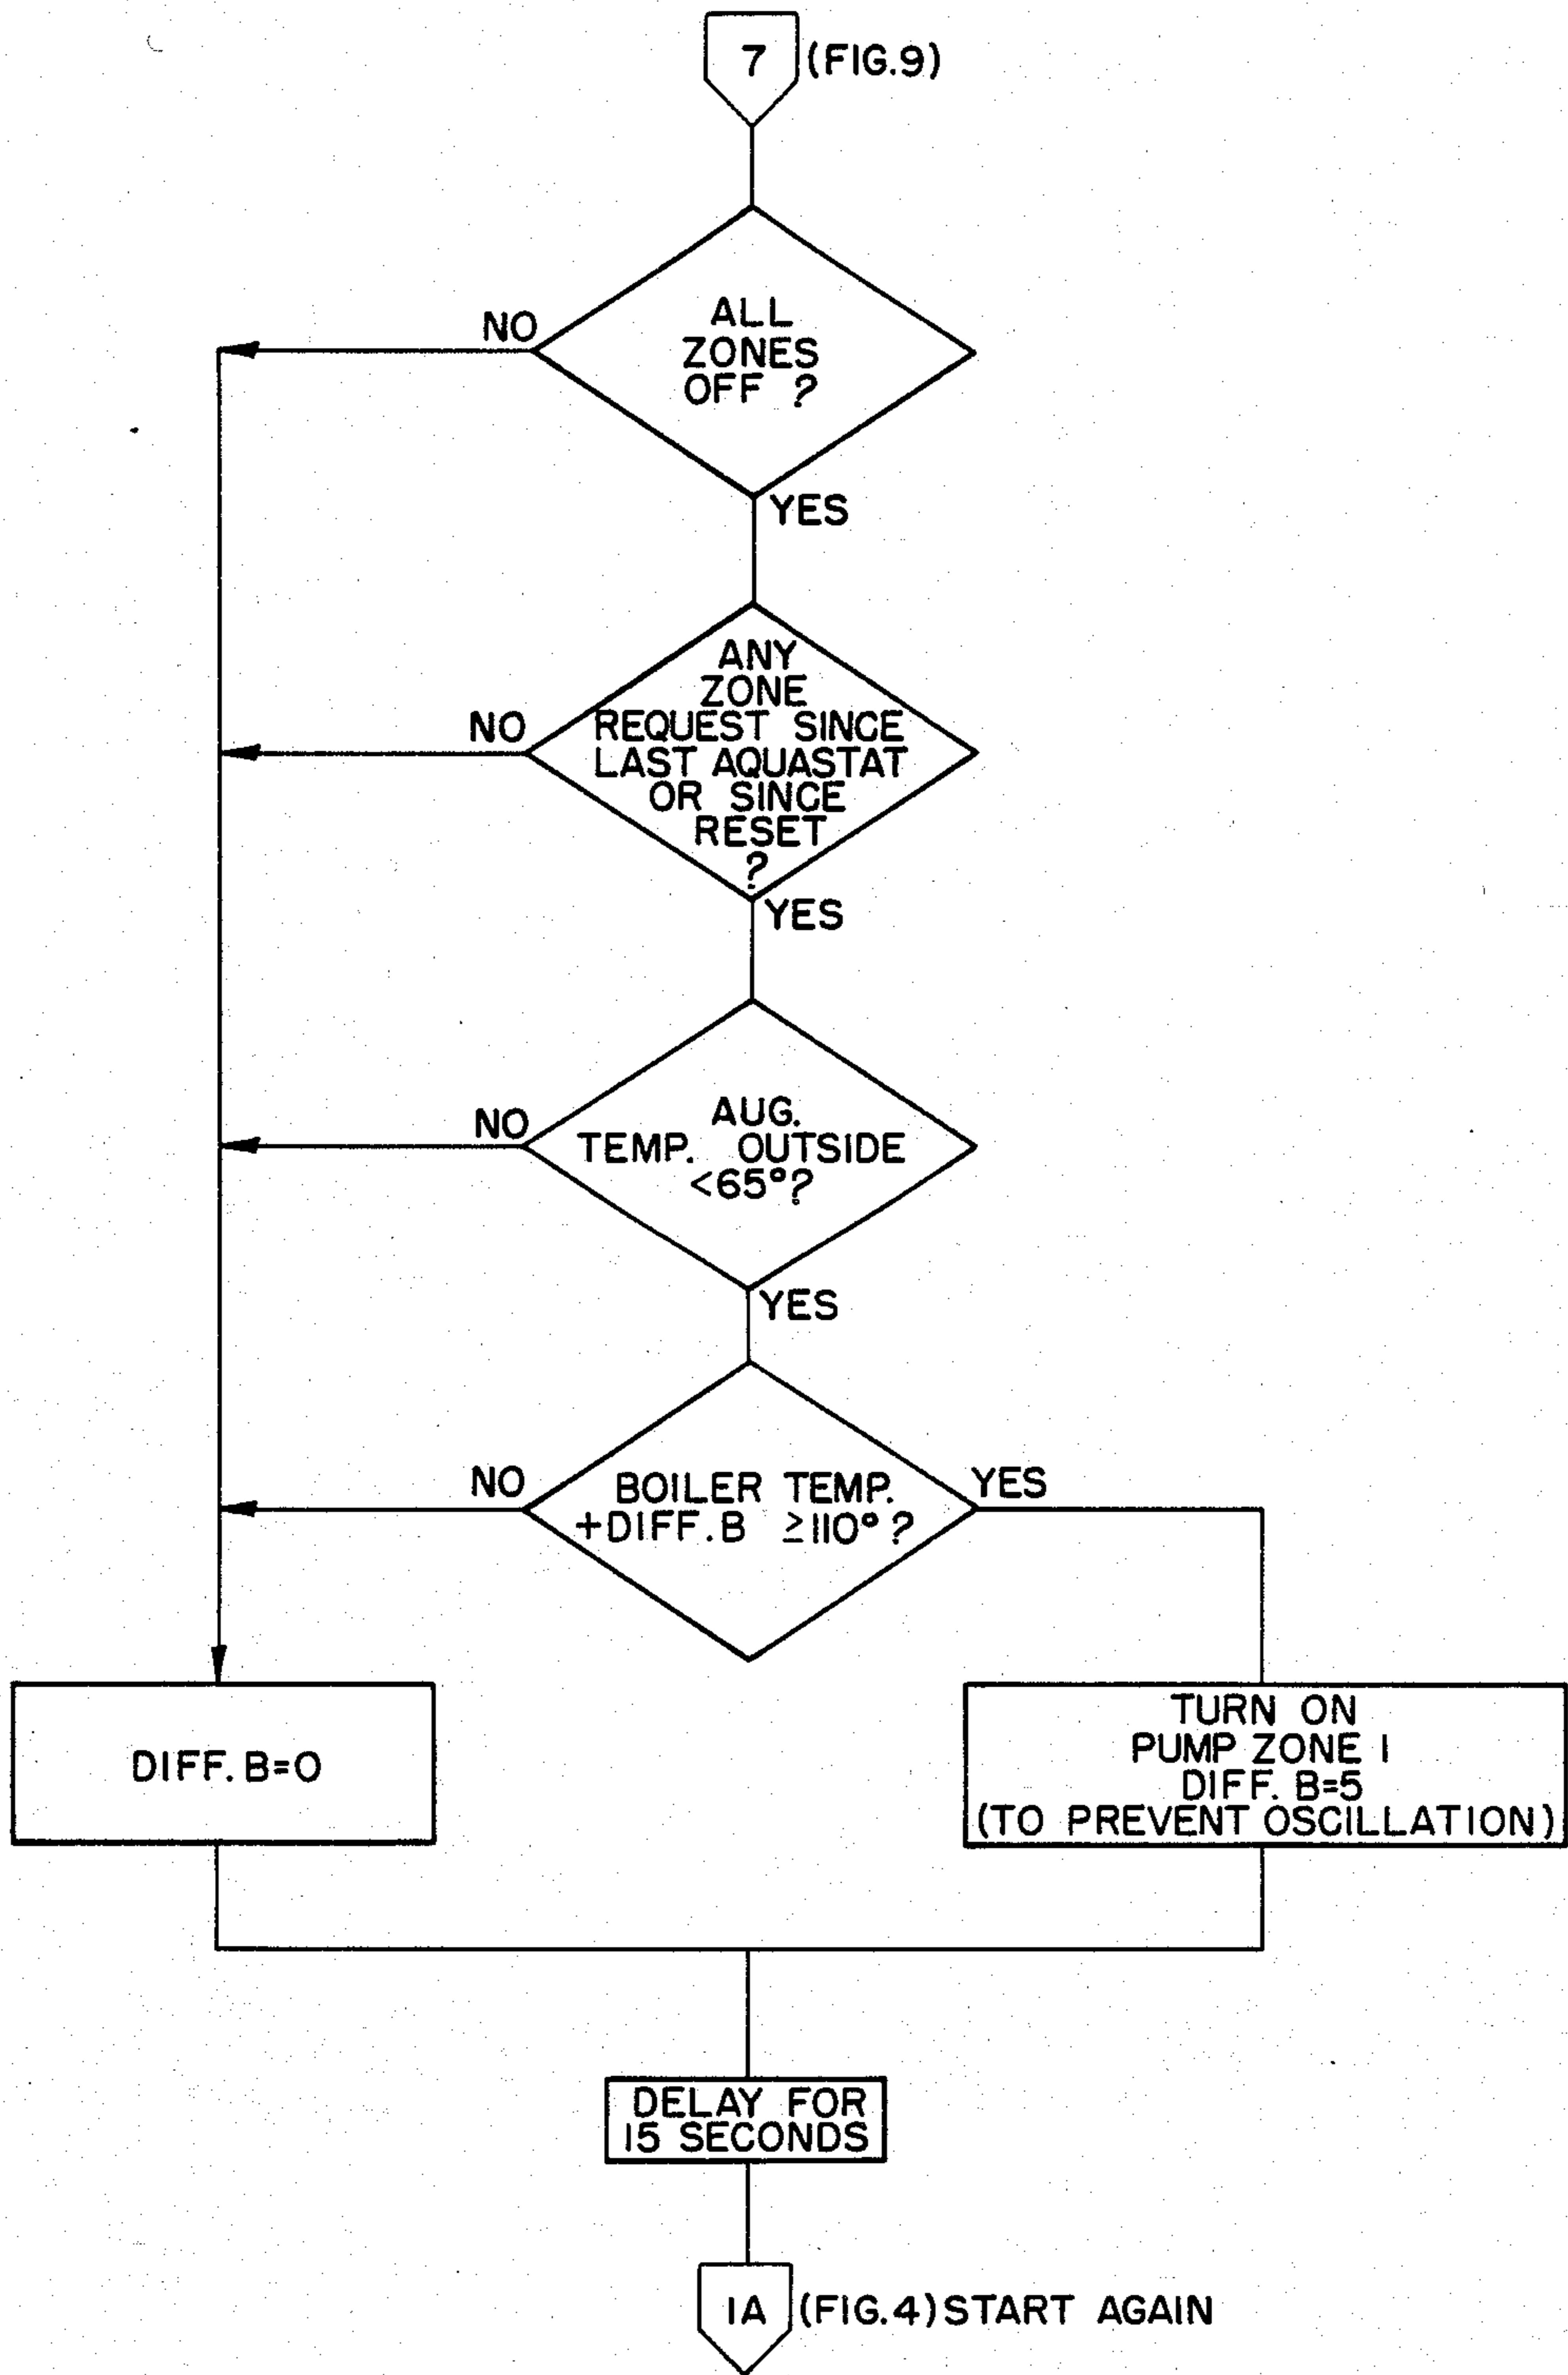 7 (FIG.9)
ALL
ZONES
OFF ?
NO
YES
ANY
ZONE
REQUEST SINCE
LAST AQUASTAT
OR SINCE
RESET
?
NO
YES
AUG.
TEMP. OUTSIDE
<65°?
NO
YES
BOILER TEMP.
+DIFF.B ≥110°?
NO
YES
DIFF.B=0
TURN ON
PUMP ZONE 1
DIFF. B=5
(TO PREVENT OSCILLATION)
DELAY FOR
15 SECONDS
1A (FIG.4) START AGAIN